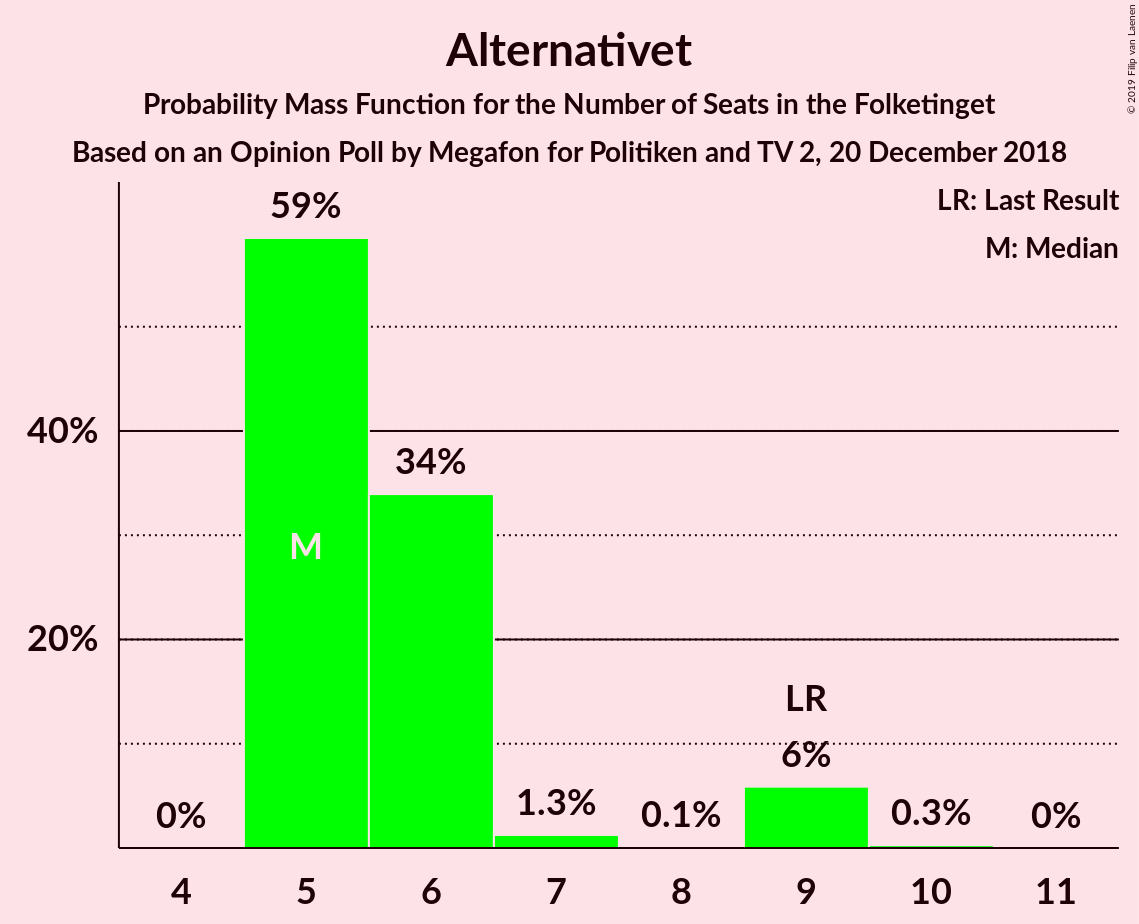 Alternativet
Probability Mass Function for the Number of Seats in the Folketinget
Based on an Opinion Poll by Megafon for Politiken and TV 2, 20 December 2018
© 2019 Filip van Laenen
LR: Last Result
M: Median
59%
40%
34%
M
20%
LR
6%
0%
1.3%
0.1%
0.3%
0%
4 5 6 7 8 9 10 11